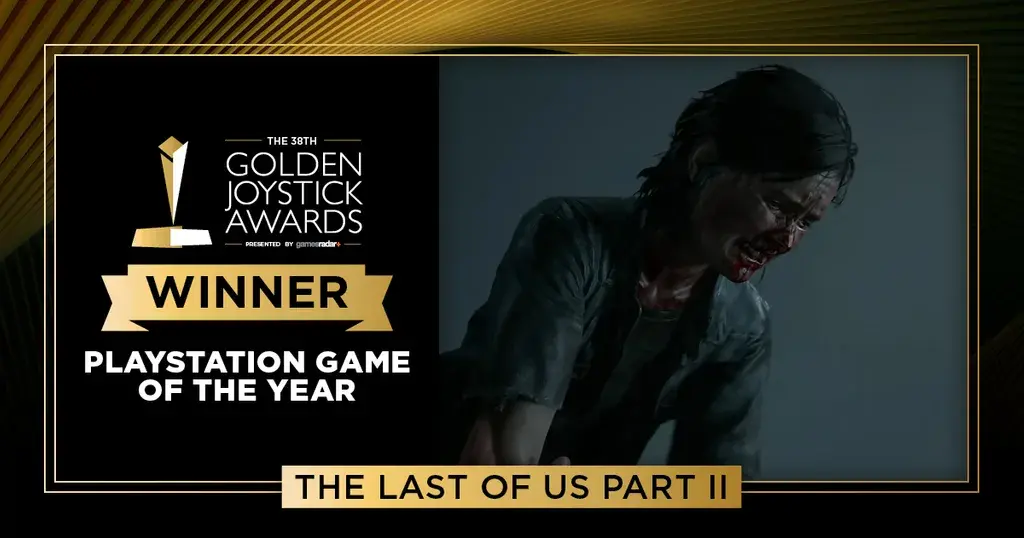 THE 38TH
GOLDEN
JOYSTICK
AWARDS
PRESENTED BY gamesradar+
WINNER
PLAYSTATION GAME
OF THE YEAR
THE LAST OF US PART II